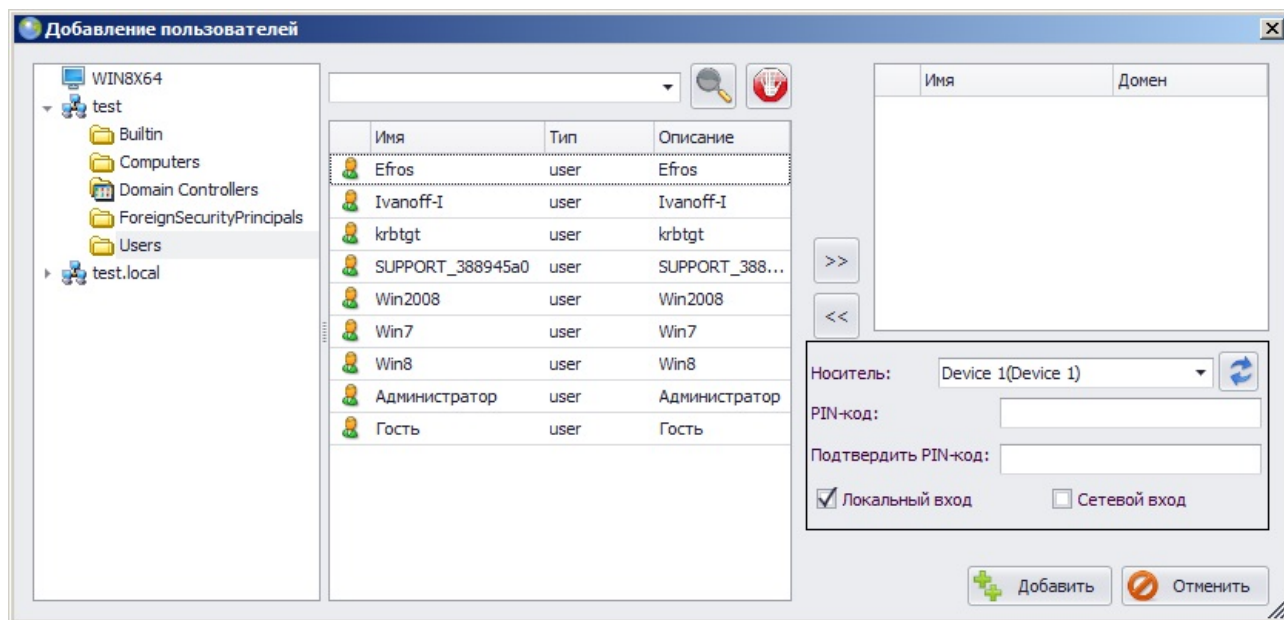 Добавление пользователей
WIN8X64
test
Builtin
Computers
Domain Controllers
ForeignSecurityPrincipals
Users
test.local
Имя Тип Описание
Efros user Efros
Ivanoff-I user Ivanoff-I
krbtgt user krbtgt
SUPPORT_388945a0 user SUPPORT_388...
Win2008 user Win2008
Win7 user Win7
Win8 user Win8
Администратор user Администратор
Гость user Гость
>>
<<
Имя Домен
Носитель: Device 1(Device 1)
PIN-код:
Подтвердить PIN-код:
Локальный вход Сетевой вход
Добавить Отменить